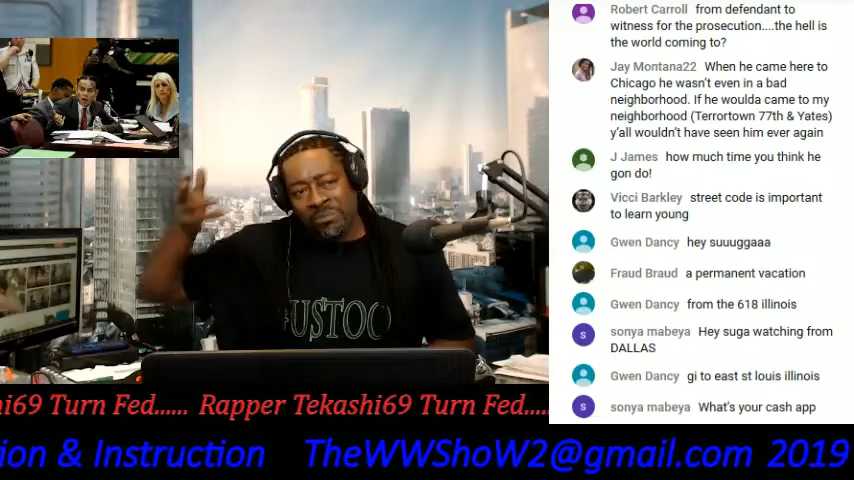 Robert Carroll from defendant to
witness for the prosecution....the hell is
the world coming to?
Jay Montana22 When he came here to
Chicago he wasn't even in a bad
neighborhood. If he woulda came to my
neighborhood (Terrortown 77th & Yates)
y'all wouldn't have seen him ever again
J James how much time you think he
gon do!
Vicci Barkley street code is important
to learn young
Gwen Dancy hey suuuggaaa
Fraud Braud a permanent vacation
Gwen Dancy from the 618 illinois
S sonya mabeya Hey suga watching from
DALLAS
Gwen Dancy gi to east st louis illinois
S sonya mabeya What's your cash app
USTOO
hi69 Turn Fed...... Rapper Tekashi69 Turn Fed.....
ion & Instruction TheWWShoW2@gmail.com 2019